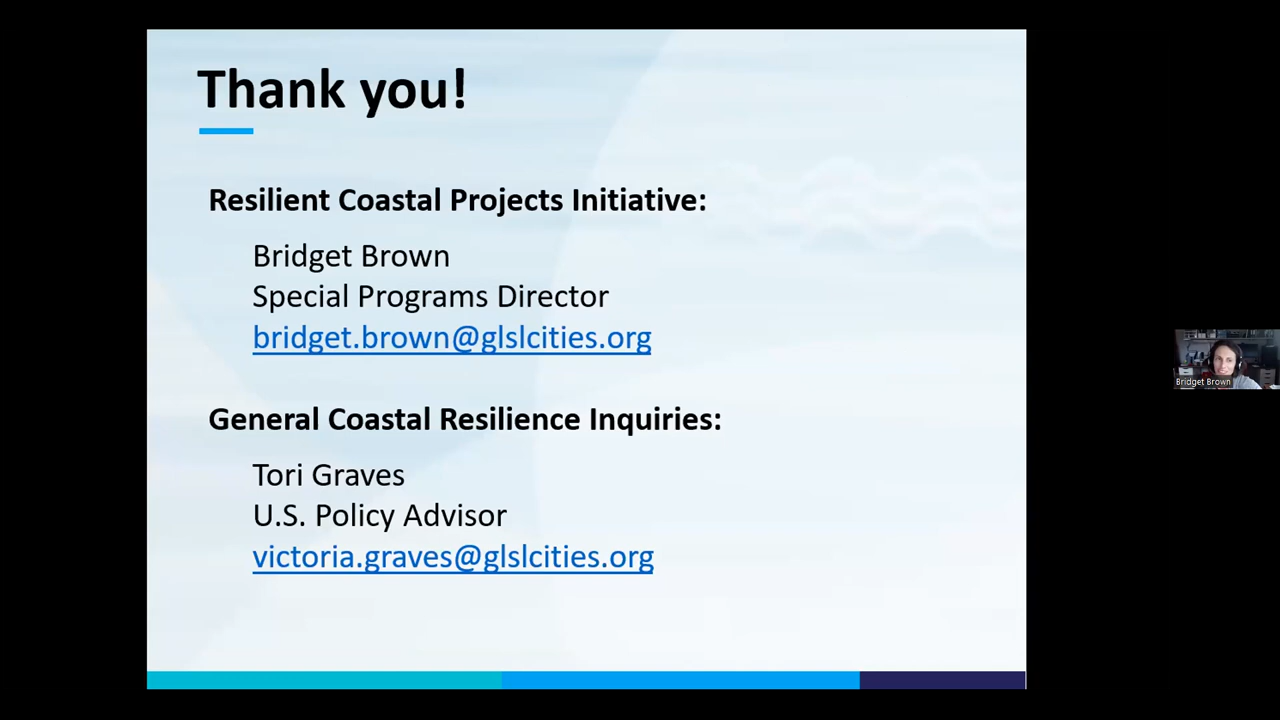 Thank you!
Resilient Coastal Projects Initiative:
Bridget Brown
Special Programs Director
bridget.brown@glslcities.org
General Coastal Resilience Inquiries:
Tori Graves
U.S. Policy Advisor
victoria.graves@glslcities.org
Bridget Brown